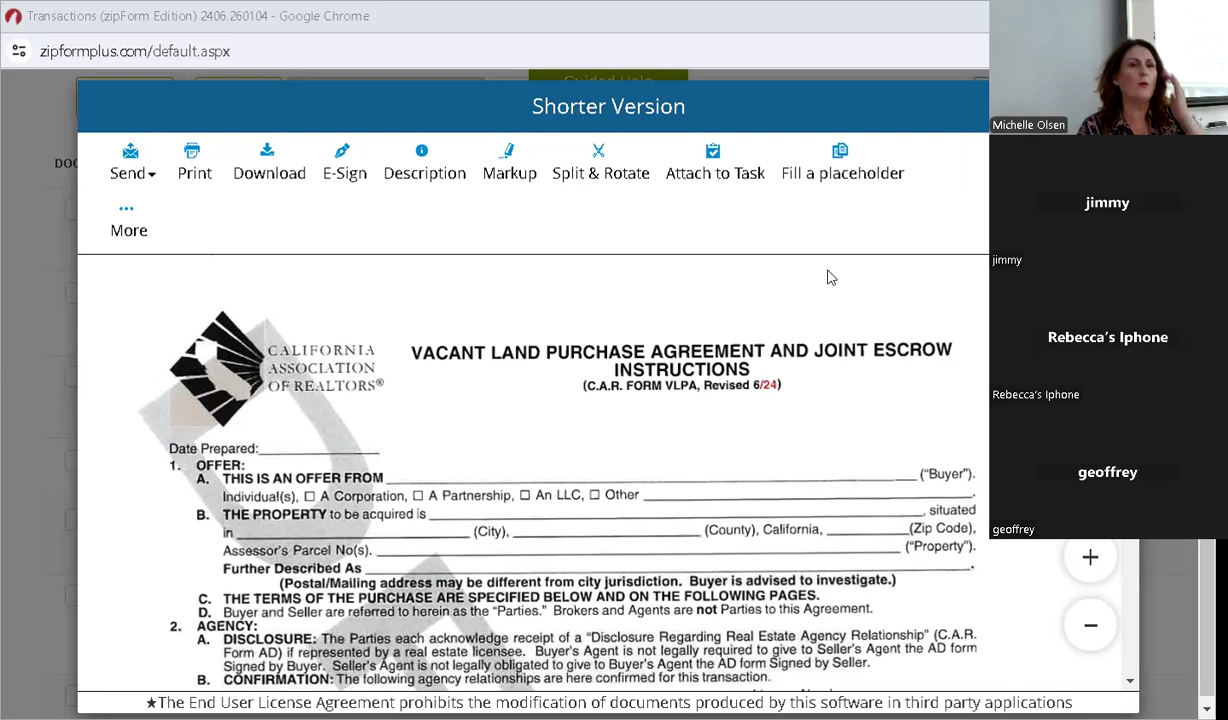 Transactions (zipForm Edition) 2406.260104 - Google Chrome
zipformplus.com/default.aspx
Guided Help
Shorter Version
Send Print Download E-Sign Description Markup Split & Rotate Attach to Task Fill a placeholder
More
CALIFORNIA
ASSOCIATION
OF REALTORS®
VACANT LAND PURCHASE AGREEMENT AND JOINT ESCROW
INSTRUCTIONS
(C.A.R. FORM VLPA, Revised 6/24)
Date Prepared:
1. OFFER:
A. THIS IS AN OFFER FROM ("Buyer").
Individual(s), ☐ A Corporation, ☐ A Partnership, ☐ An LLC, ☐ Other .
B. THE PROPERTY to be acquired is , situated
in (City), (County), California, (Zip Code),
Assessor's Parcel No(s). ("Property").
Further Described As .
(Postal/Mailing address may be different from city jurisdiction. Buyer is advised to investigate.)
C. THE TERMS OF THE PURCHASE ARE SPECIFIED BELOW AND ON THE FOLLOWING PAGES.
D. Buyer and Seller are referred to herein as the "Parties." Brokers and Agents are not Parties to this Agreement.
2. AGENCY:
A. DISCLOSURE: The Parties each acknowledge receipt of a "Disclosure Regarding Real Estate Agency Relationship" (C.A.R.
Form AD) if represented by a real estate licensee. Buyer's Agent is not legally required to give to Seller's Agent the AD form
Signed by Buyer. Seller's Agent is not legally obligated to give to Buyer's Agent the AD form Signed by Seller.
B. CONFIRMATION: The following agency relationships are here confirmed for this transaction.
★The End User License Agreement prohibits the modification of documents produced by this software in third party applications
Michelle Olsen
jimmy
jimmy
Rebecca's Iphone
Rebecca's Iphone
geoffrey
geoffrey